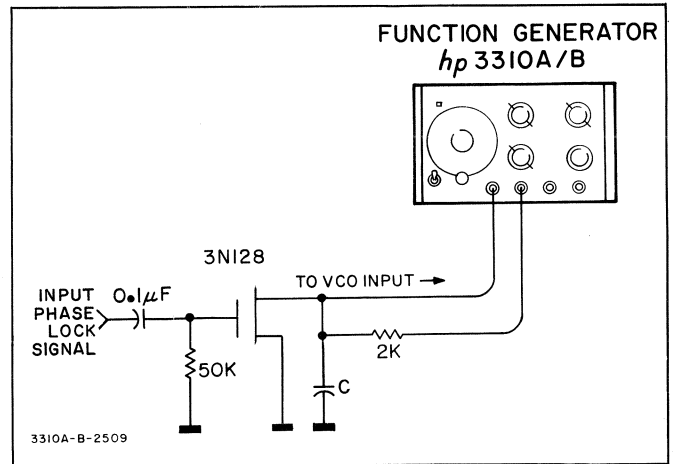 FUNCTION GENERATOR
hp 3310A/B
3N128
TO VCO INPUT →
INPUT
PHASE
LOCK
SIGNAL
0.1μF
2K
50K
C
3310A-B-2509